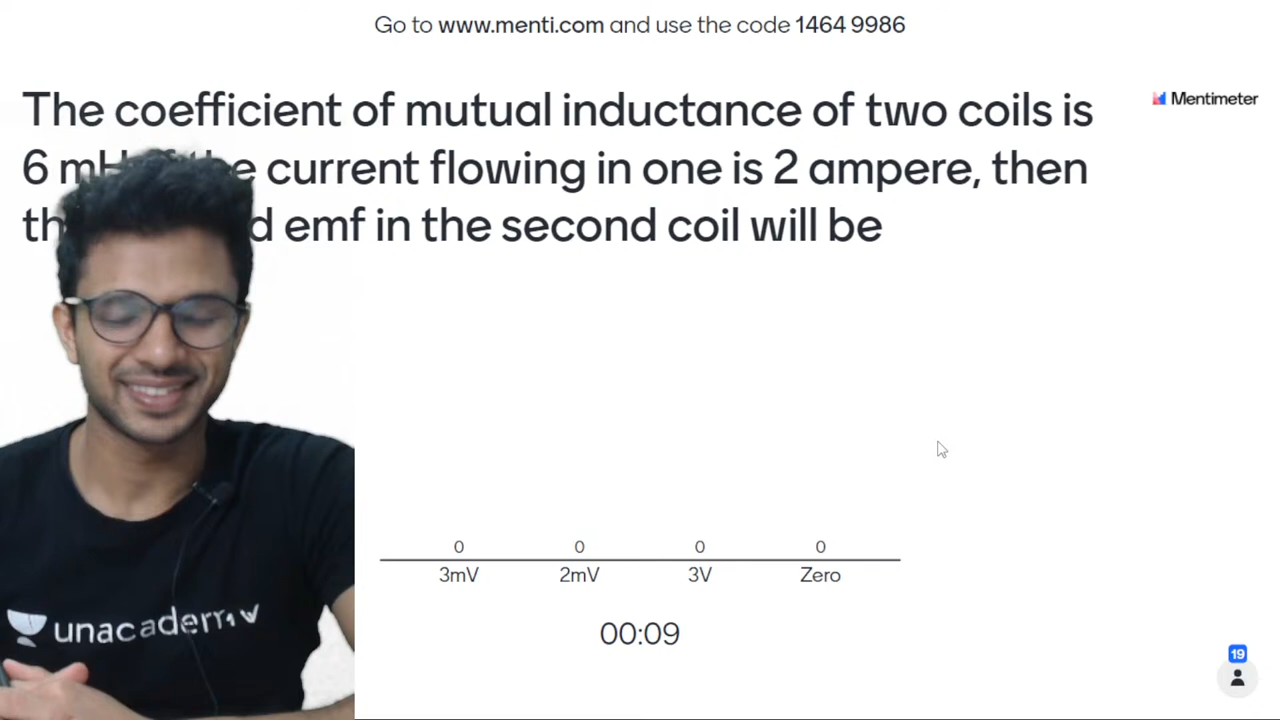 Go to www.menti.com and use the code 1464 9986
The coefficient of mutual inductance of two coils is
Mentimeter
6 current flowing in one is 2 ampere, then
emf in the second coil will be
0 0 0 0
3mV 2mV 3V Zero
unacademy
00:09
19